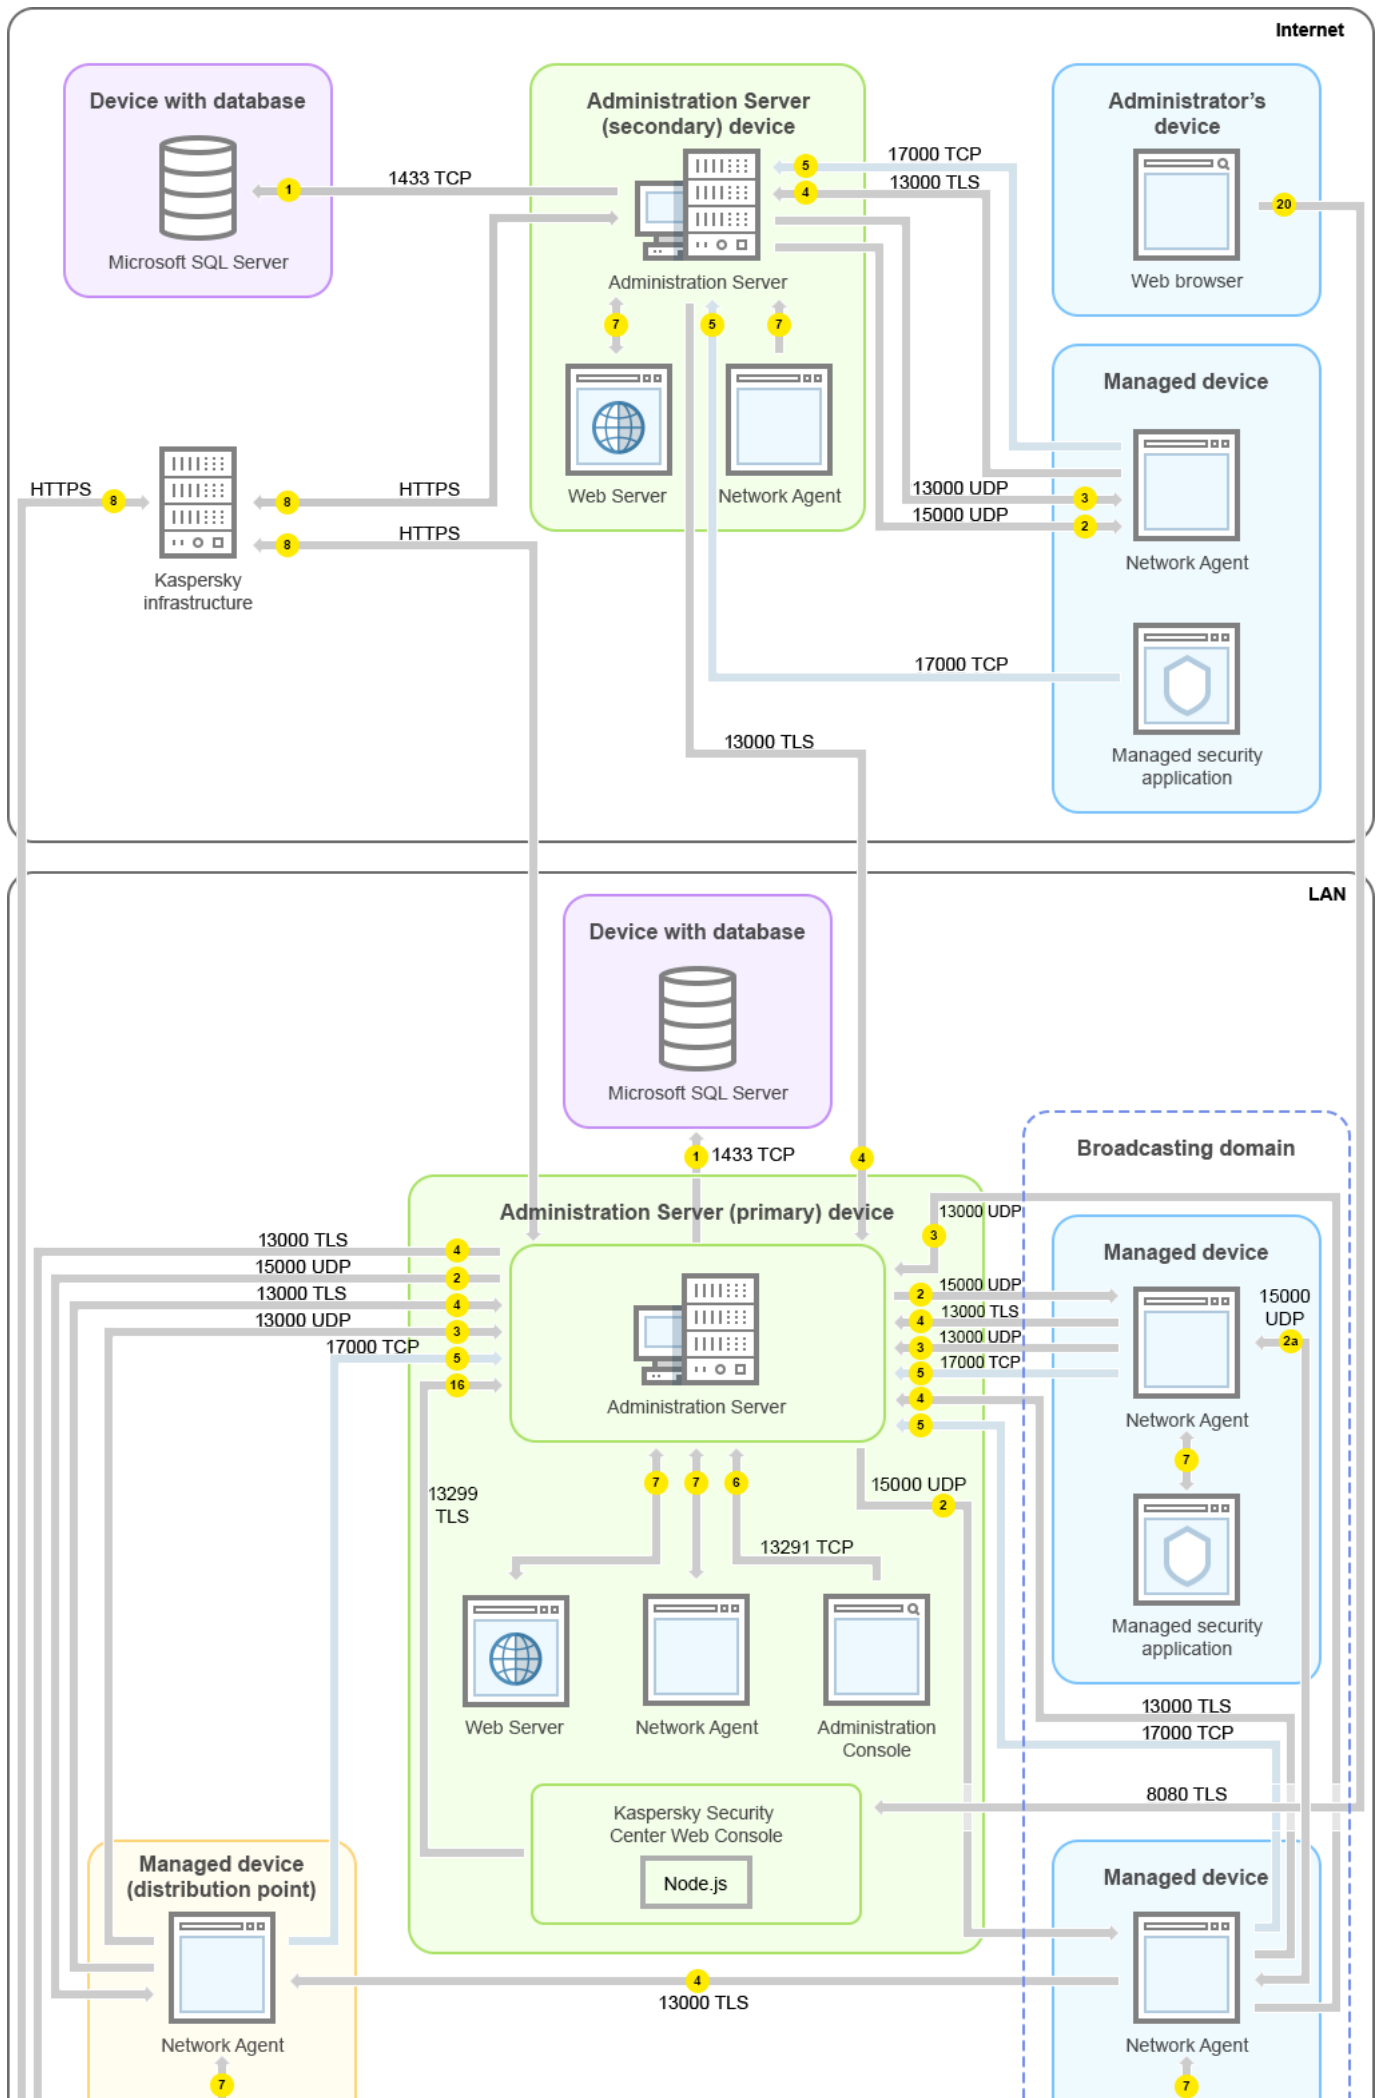 Internet
Device with database
Microsoft SQL Server
Administration Server
(secondary) device
Administration Server
Administrator's
device
Web browser
1
1433 TCP
5
17000 TCP
4
13000 TLS
20
7
5
7
Web Server
Network Agent
Managed device
Network Agent
13000 UDP
3
15000 UDP
2
HTTPS
8
8
HTTPS
8
HTTPS
Kaspersky
infrastructure
17000 TCP
Managed security
application
13000 TLS
LAN
Device with database
Microsoft SQL Server
1
1433 TCP
4
Broadcasting domain
Administration Server (primary) device
13000 UDP
3
13000 TLS
4
15000 UDP
2
13000 TLS
4
13000 UDP
3
17000 TCP
5
16
Administration Server
2
15000 UDP
4
13000 TLS
3
13000 UDP
5
17000 TCP
4
5
Managed device
15000
UDP
2a
Network Agent
7
Managed security
application
13299
TLS
7
7
6
15000 UDP
2
13291 TCP
Web Server
Network Agent
Administration
Console
13000 TLS
17000 TCP
8080 TLS
Kaspersky Security
Center Web Console
Node.js
Managed device
(distribution point)
Network Agent
7
4
13000 TLS
Managed device
Network Agent
7